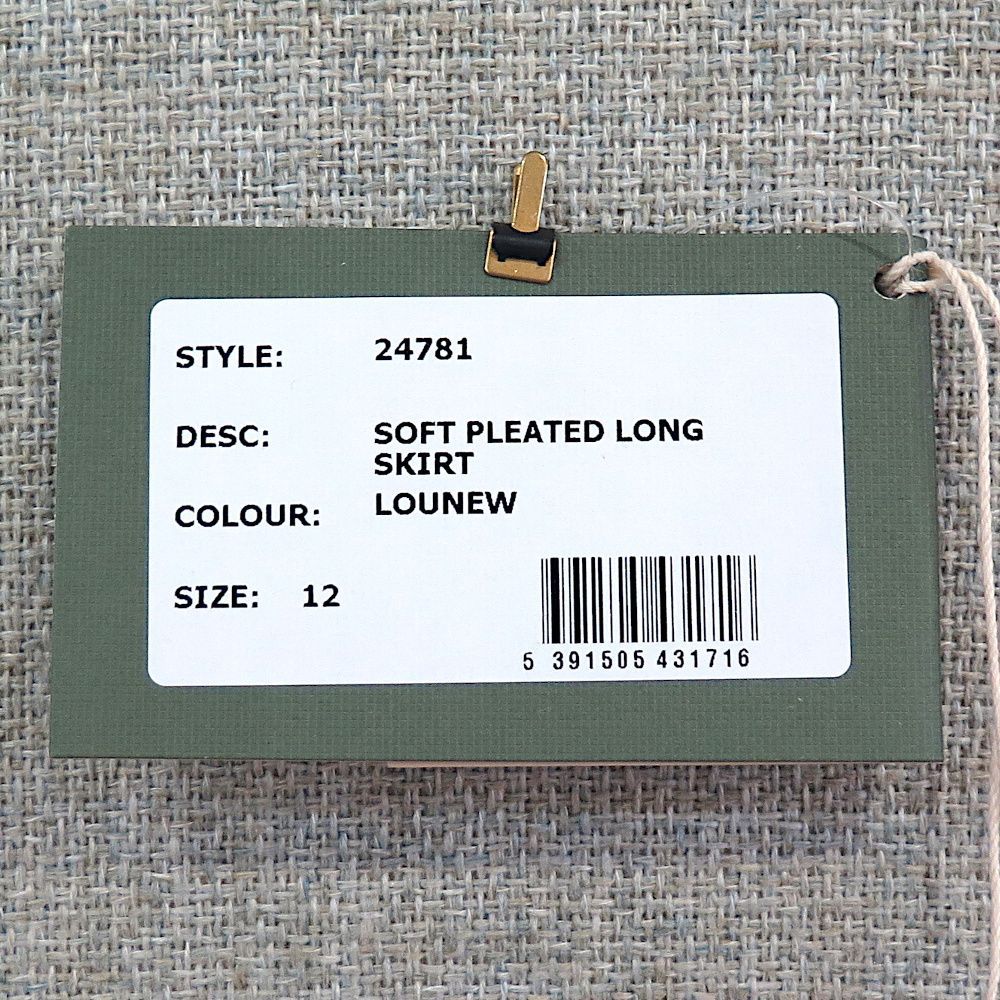 STYLE: 24781
DESC: SOFT PLEATED LONG
SKIRT
COLOUR: LOUNEW
SIZE: 12
5 391505 431716